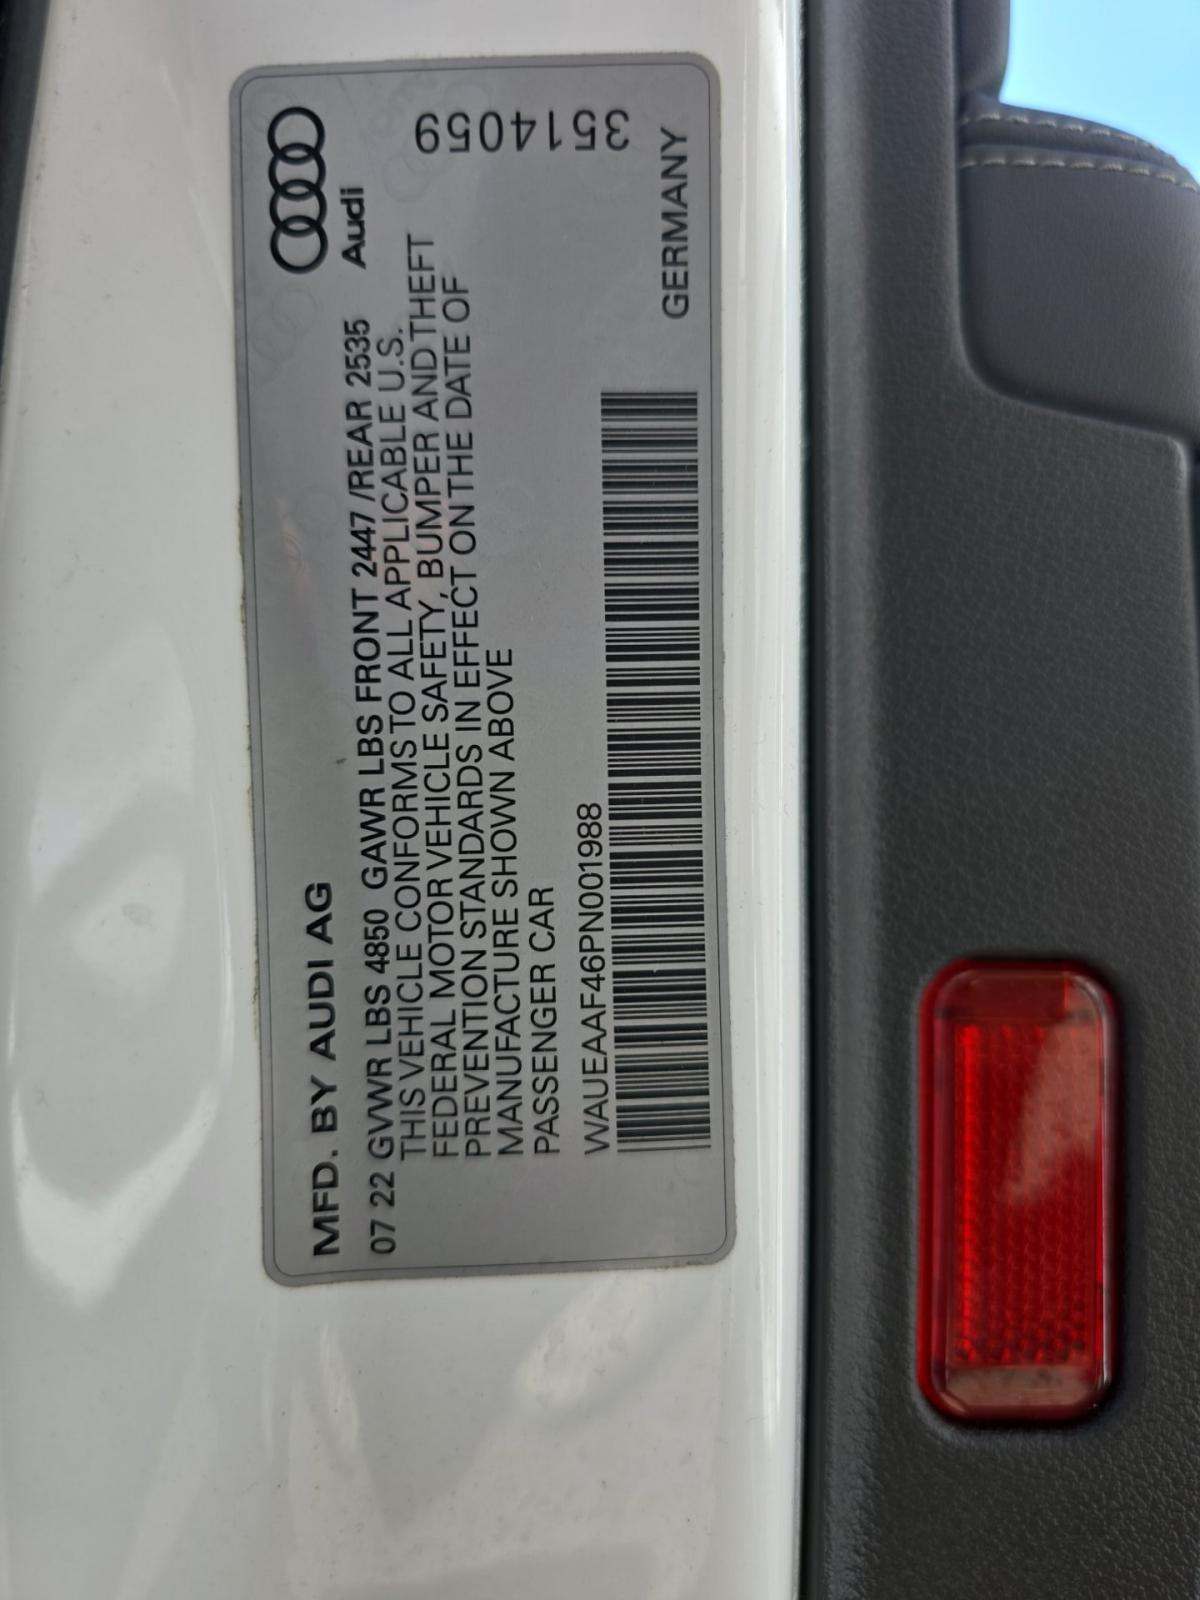 MFD. BY AUDI AG
Audi
07 22 GVWR LBS 4850 GAWR LBS FRONT 2447 /REAR 2535
THIS VEHICLE CONFORMS TO ALL APPLICABLE U.S.
FEDERAL MOTOR VEHICLE SAFETY, BUMPER AND THEFT
PREVENTION STANDARDS IN EFFECT ON THE DATE OF
MANUFACTURE SHOWN ABOVE
PASSENGER CAR
WAUEAAF46PN001988
GERMANY
3514059